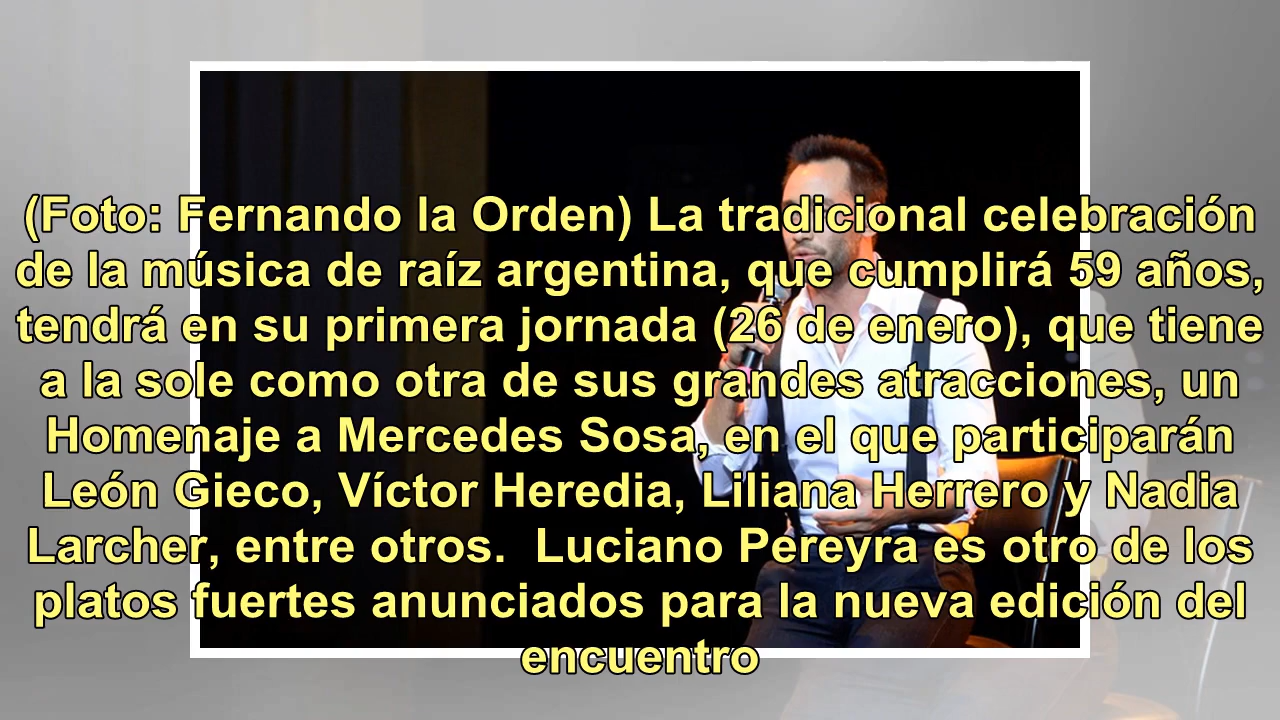 (Foto: Fernando la Orden) La tradicional celebración
de la música de raíz argentina, que cumplirá 59 años,
tendrá en su primera jornada (26 de enero), que tiene
a la sole como otra de sus grandes atracciones, un
Homenaje a Mercedes Sosa, en el que participarán
León Gieco, Víctor Heredia, Liliana Herrero y Nadia
Larcher, entre otros.  Luciano Pereyra es otro de los
platos fuertes anunciados para la nueva edición del
encuentro